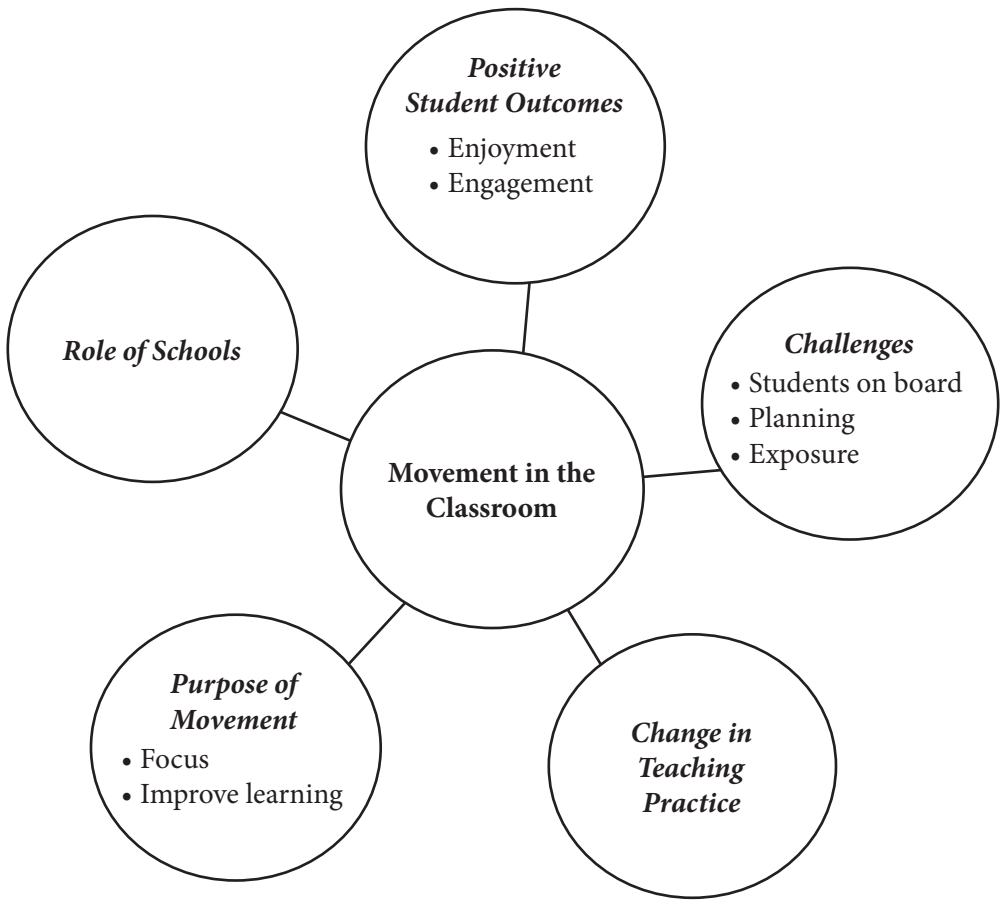 Positive
Student Outcomes
• Enjoyment
• Engagement
Role of Schools
Challenges
• Students on board
• Planning
• Exposure
Movement in the
Classroom
Purpose of
Movement
• Focus
• Improve learning
Change in
Teaching
Practice